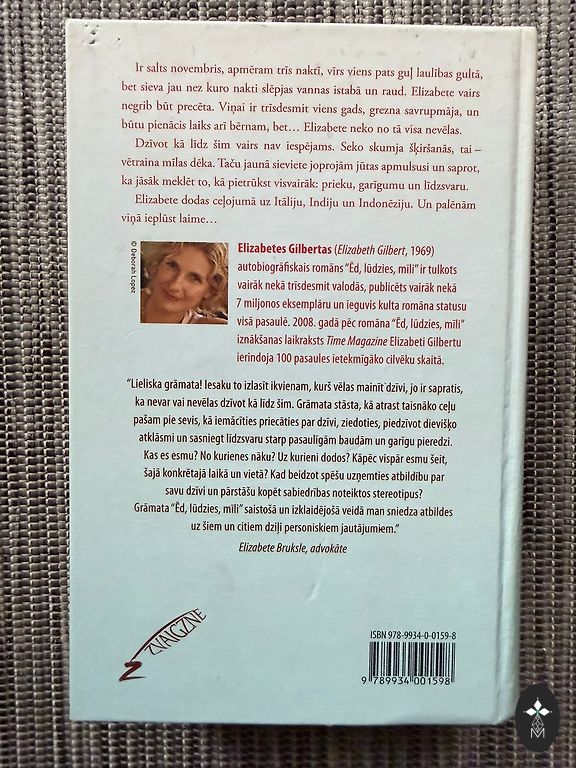 Ir salts novembris, apmēram trīs naktī, vīrs viens pats guļ laulības gultā,
bet sieva jau nez kuro nakti slēpjas vannas istabā un raud. Elizabete vairs
negrib būt precēta. Viņai ir trīsdesmit viens gads, grezna savrupmāja, un
būtu pienācis laiks arī bērnam, bet… Elizabete neko no tā visa nevēlas.
Dzīvot kā līdz šim vairs nav iespējams. Seko skumja šķiršanās, tai –
vētraina mīlas dēka. Taču jaunā sieviete joprojām jūtas apmulsusi un saprot,
ka jāsāk meklēt to, kā pietrūkst visvairāk: prieku, garīgumu un līdzsvaru.
Elizabete dodas ceļojumā uz Itāliju, Indiju un Indonēziju. Un palēnām
viņā ieplūst laime…
© Deborah Lopez
Elizabetes Gilbertas (Elizabeth Gilbert, 1969)
autobiogrāfiskais romāns “Ēd, lūdzies, mīli” ir tulkots
vairāk nekā trīsdesmit valodās, publicēts vairāk nekā
7 miljonos eksemplāru un ieguvis kulta romāna statusu
visā pasaulē. 2008. gadā pēc romāna “Ēd, lūdzies, mīli”
iznākšanas laikraksts Time Magazine Elizabeti Gilbertu
ierindoja 100 pasaules ietekmīgāko cilvēku skaitā.
“Lieliska grāmata! Iesaku to izlasīt ikvienam, kurš vēlas mainīt dzīvi, jo ir sapratis,
ka nevar vai nevēlas dzīvot kā līdz šim. Grāmata stāsta, kā atrast taisnāko ceļu
pašam pie sevis, kā iemācīties priecāties par dzīvi, ziedoties, piedzīvot dievišķo
atklāsmi un sasniegt līdzsvaru starp pasaulīgām baudām un garīgu pieredzi.
Kas es esmu? No kurienes nāku? Uz kurieni dodos? Kāpēc vispār esmu šeit,
šajā konkrētajā laikā un vietā? Kad beidzot spēšu uzņemties atbildību par
savu dzīvi un pārstāšu kopēt sabiedrības noteiktos stereotipus?
Grāmata “Ēd, lūdzies, mīli” saistošā un izklaidējošā veidā man sniedza atbildes
uz šiem un citiem dziļi personiskiem jautājumiem.”
Elizabete Bruksle, advokāte
ZVAIGZNE
ISBN 978-9934-0-0159-8
9 789934 001598
M